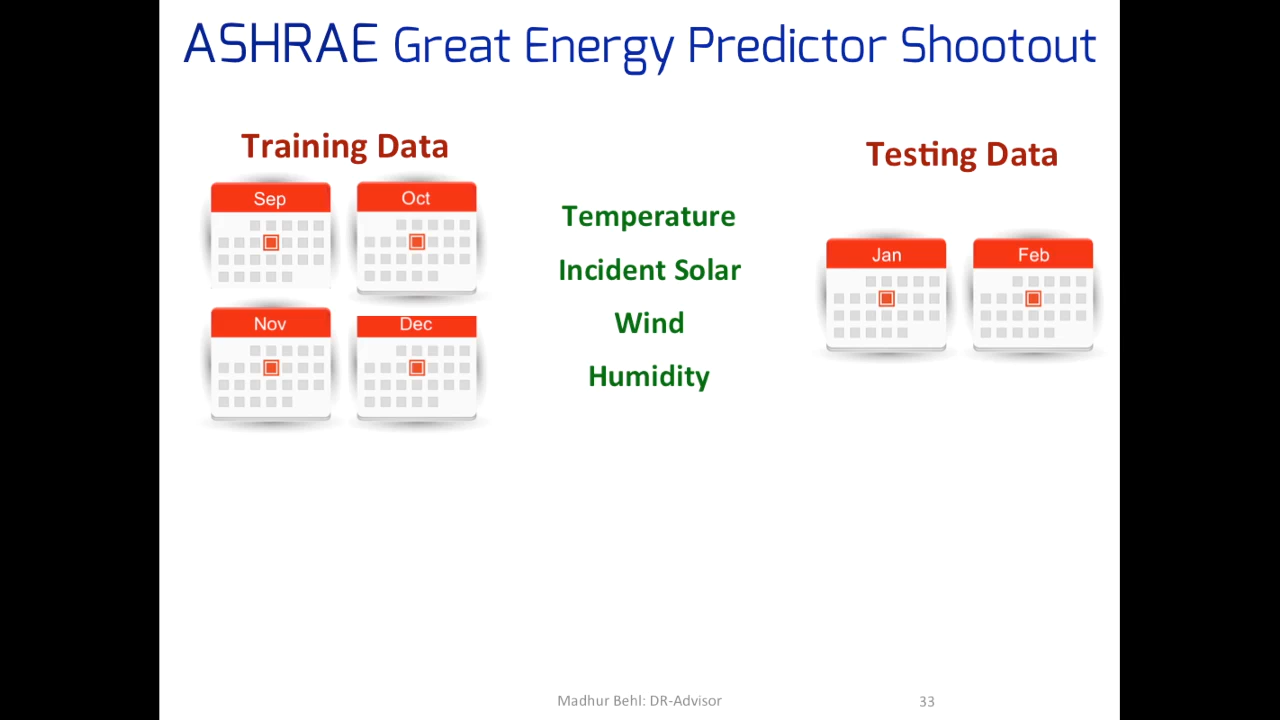 ASHRAE Great Energy Predictor Shootout
Training Data
Sep
Oct
Nov
Dec
Temperature
Incident Solar
Wind
Humidity
Testing Data
Jan
Feb
Madhur Behl: DR-Advisor
33